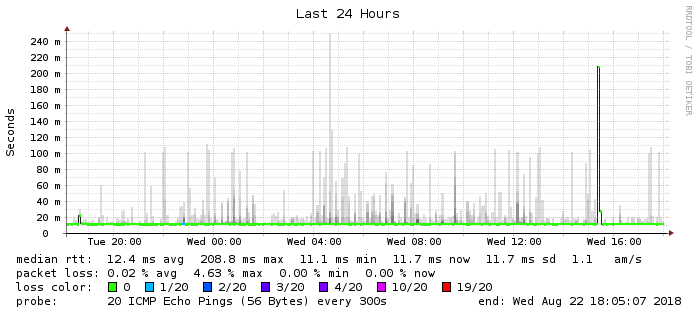 Last 24 Hours
RRDTOOL / TOBI OETIKER
Seconds
240 m
220 m
200 m
180 m
160 m
140 m
120 m
100 m
80 m
60 m
40 m
20 m
0
Tue 20:00 Wed 00:00 Wed 04:00 Wed 08:00 Wed 12:00 Wed 16:00
median rtt: 12.4 ms avg 208.8 ms max 11.1 ms min 11.7 ms now 11.7 ms sd 1.1 am/s
packet loss: 0.02 % avg 4.63 % max 0.00 % min 0.00 % now
loss color: 0 1/20 2/20 3/20 4/20 10/20 19/20
probe: 20 ICMP Echo Pings (56 Bytes) every 300s end: Wed Aug 22 18:05:07 2018